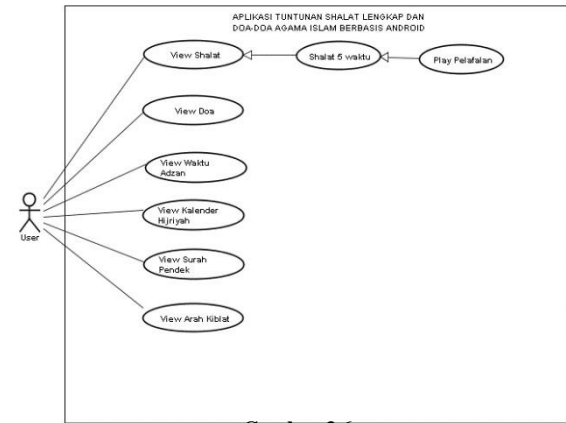 APLIKASI TUNTUNAN SHALAT LENGKAP DAN
DOA-DOA AGAMA ISLAM BERBASIS ANDROID
View Shalat
Shalat 5 waktu
Play Pelafalan
View Doa
View Waktu
Adzan
View Kalender
Hijriyah
User
View Surah
Pendek
View Arah Kiblat